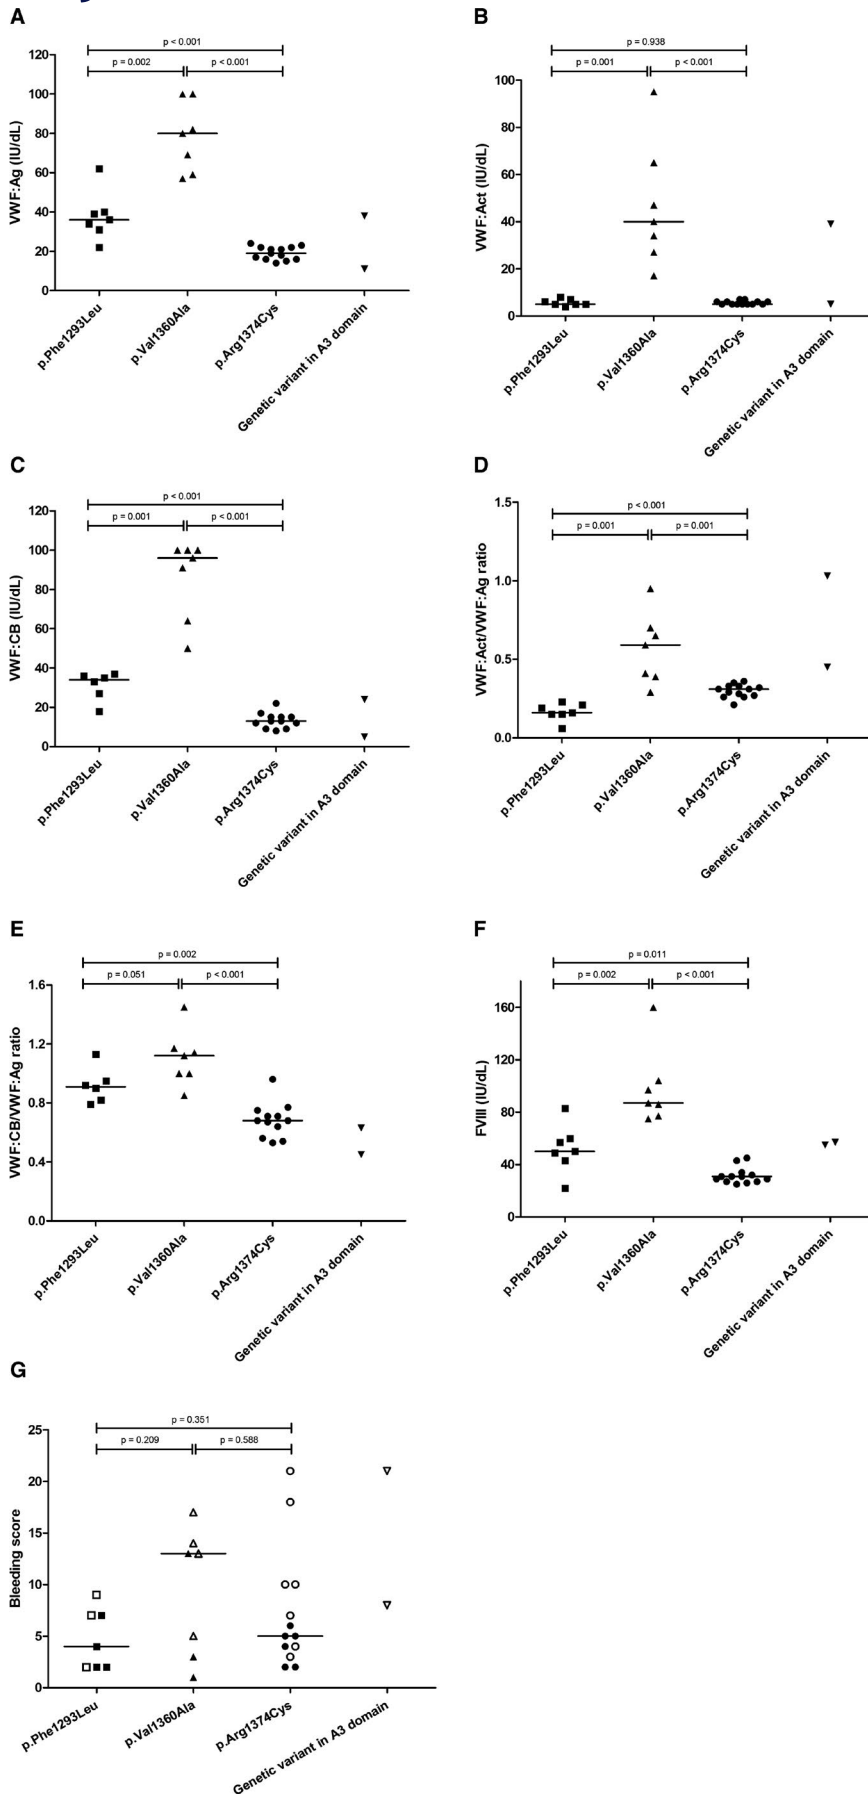 A
p < 0.001
p = 0.002
p < 0.001
VWF:Ag (IU/dL)
120
100
80
60
40
20
0
p.Phe1293Leu
p.Val1360Ala
p.Arg1374Cys
Genetic variant in A3 domain
B
p = 0.938
p = 0.001
p < 0.001
VWF:Act (IU/dL)
100
80
60
40
20
0
p.Phe1293Leu
p.Val1360Ala
p.Arg1374Cys
Genetic variant in A3 domain
C
p < 0.001
p = 0.001
p < 0.001
VWF:CB (IU/dL)
120
100
80
60
40
20
0
p.Phe1293Leu
p.Val1360Ala
p.Arg1374Cys
Genetic variant in A3 domain
D
p < 0.001
p = 0.001
p = 0.001
VWF:Act/VWF:Ag ratio
1.5
1.0
0.5
0.0
p.Phe1293Leu
p.Val1360Ala
p.Arg1374Cys
Genetic variant in A3 domain
E
p = 0.002
p = 0.051
p < 0.001
VWF:CB/VWF:Ag ratio
1.6
1.2
0.8
0.4
0.0
p.Phe1293Leu
p.Val1360Ala
p.Arg1374Cys
Genetic variant in A3 domain
F
p = 0.011
p = 0.002
p < 0.001
FVIII (IU/dL)
160
120
80
40
0
p.Phe1293Leu
p.Val1360Ala
p.Arg1374Cys
Genetic variant in A3 domain
G
p = 0.351
p = 0.209
p = 0.588
Bleeding score
25
20
15
10
5
0
p.Phe1293Leu
p.Val1360Ala
p.Arg1374Cys
Genetic variant in A3 domain